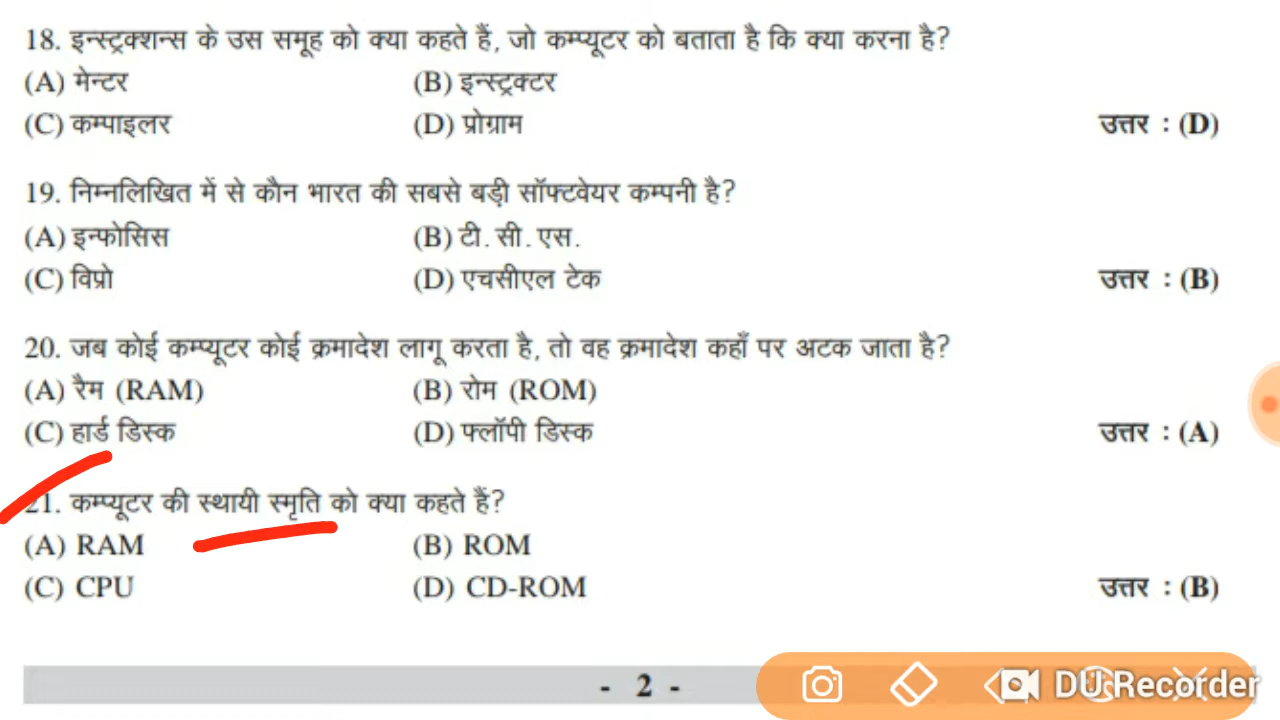 18. इन्स्ट्रक्शन्स के उस समूह को क्या कहते हैं, जो कम्प्यूटर को बताता है कि क्या करना है?
(A) मेन्टर (B) इन्स्ट्रक्टर
(C) कम्पाइलर (D) प्रोग्राम उत्तर : (D)
19. निम्नलिखित में से कौन भारत की सबसे बड़ी सॉफ्टवेयर कम्पनी है?
(A) इन्फोसिस (B) टी. सी. एस.
(C) विप्रो (D) एचसीएल टेक उत्तर : (B)
20. जब कोई कम्प्यूटर कोई क्रमादेश लागू करता है, तो वह क्रमादेश कहाँ पर अटक जाता है?
(A) रैम (RAM) (B) रोम (ROM)
(C) हार्ड डिस्क (D) फ्लॉपी डिस्क उत्तर : (A)
21. कम्प्यूटर की स्थायी स्मृति को क्या कहते हैं?
(A) RAM (B) ROM
(C) CPU (D) CD-ROM उत्तर : (B)
- 2 -
DU Recorder